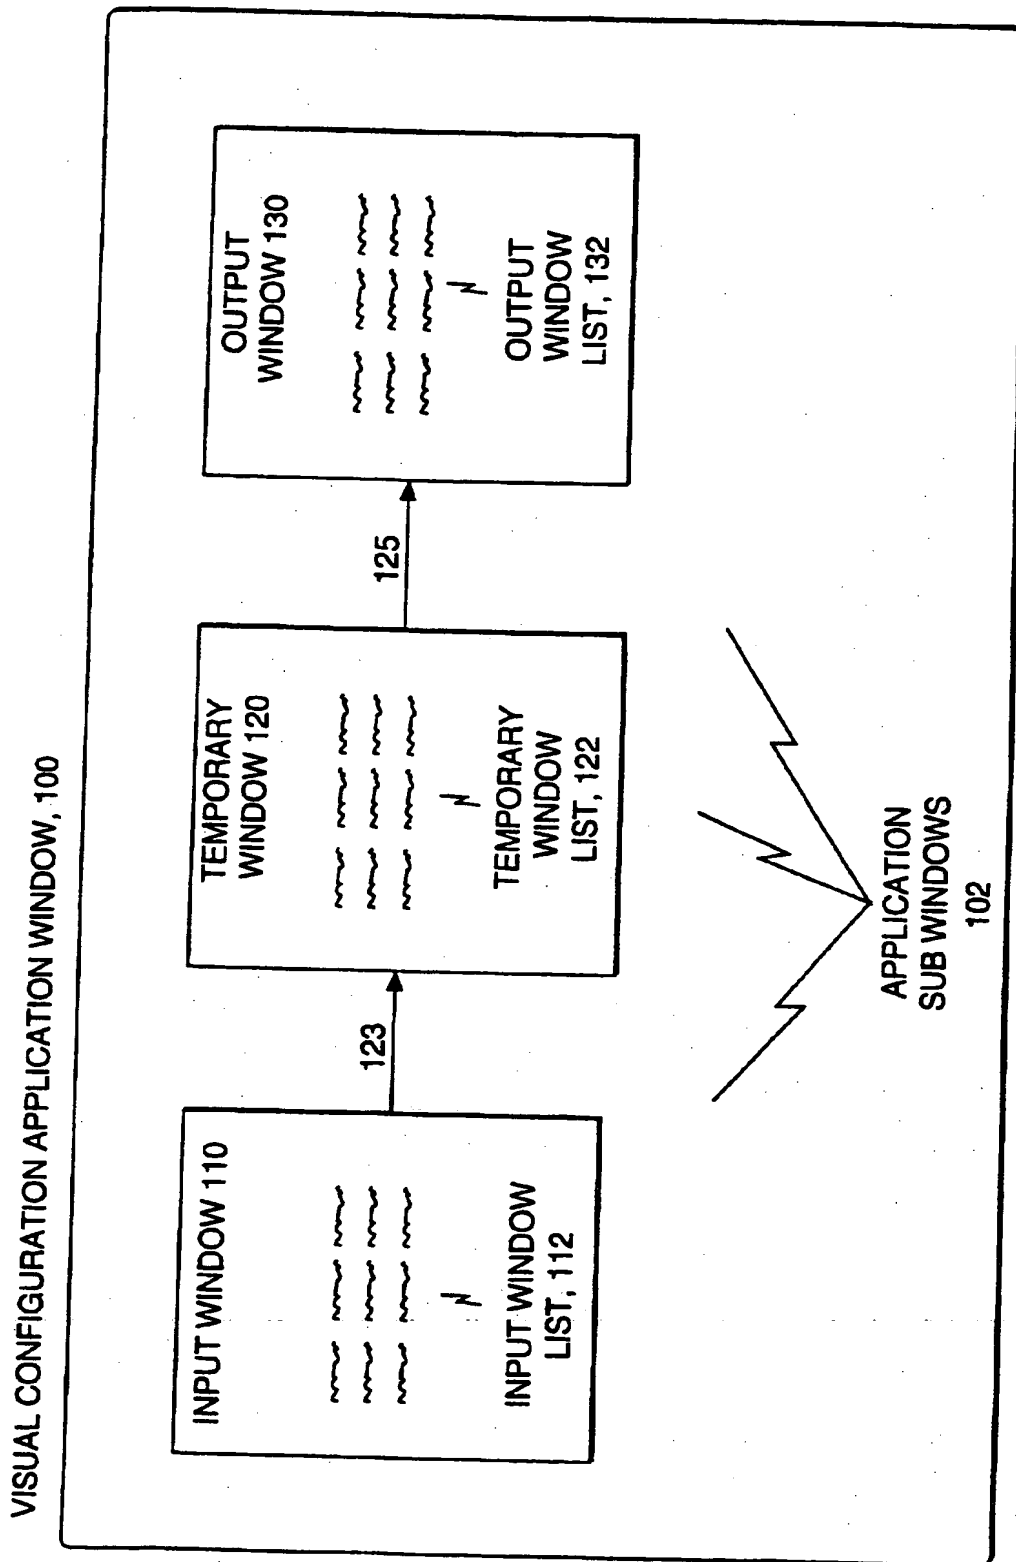 VISUAL CONFIGURATION APPLICATION WINDOW, 100
INPUT WINDOW 110
INPUT WINDOW
LIST, 112
123
TEMPORARY
WINDOW 120
TEMPORARY
WINDOW
LIST, 122
125
OUTPUT
WINDOW 130
OUTPUT
WINDOW
LIST, 132
APPLICATION
SUB WINDOWS
102